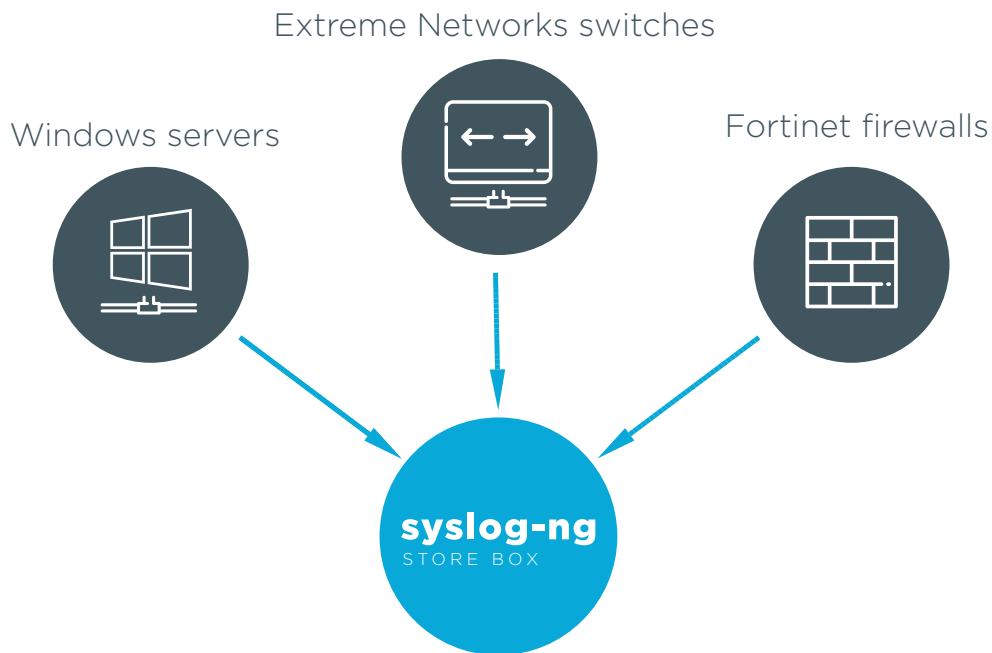 Extreme Networks switches
Windows servers
Fortinet firewalls
syslog-ng
STORE BOX